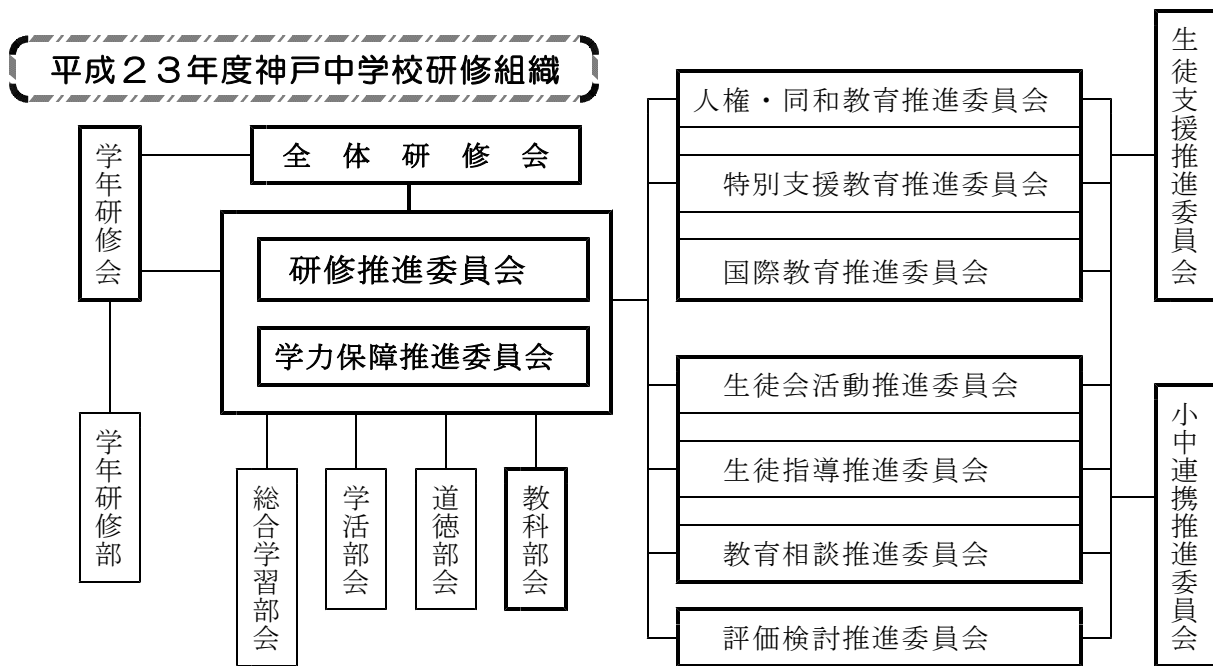 平成２３年度神戸中学校研修組織
学年研修会
学年研修部
全体研修会
研修推進委員会
学力保障推進委員会
総合学習部会
学活部会
道徳部会
教科部会
人権・同和教育推進委員会
特別支援教育推進委員会
国際教育推進委員会
生徒会活動推進委員会
生徒指導推進委員会
教育相談推進委員会
評価検討推進委員会
生徒支援推進委員会
小中連携推進委員会